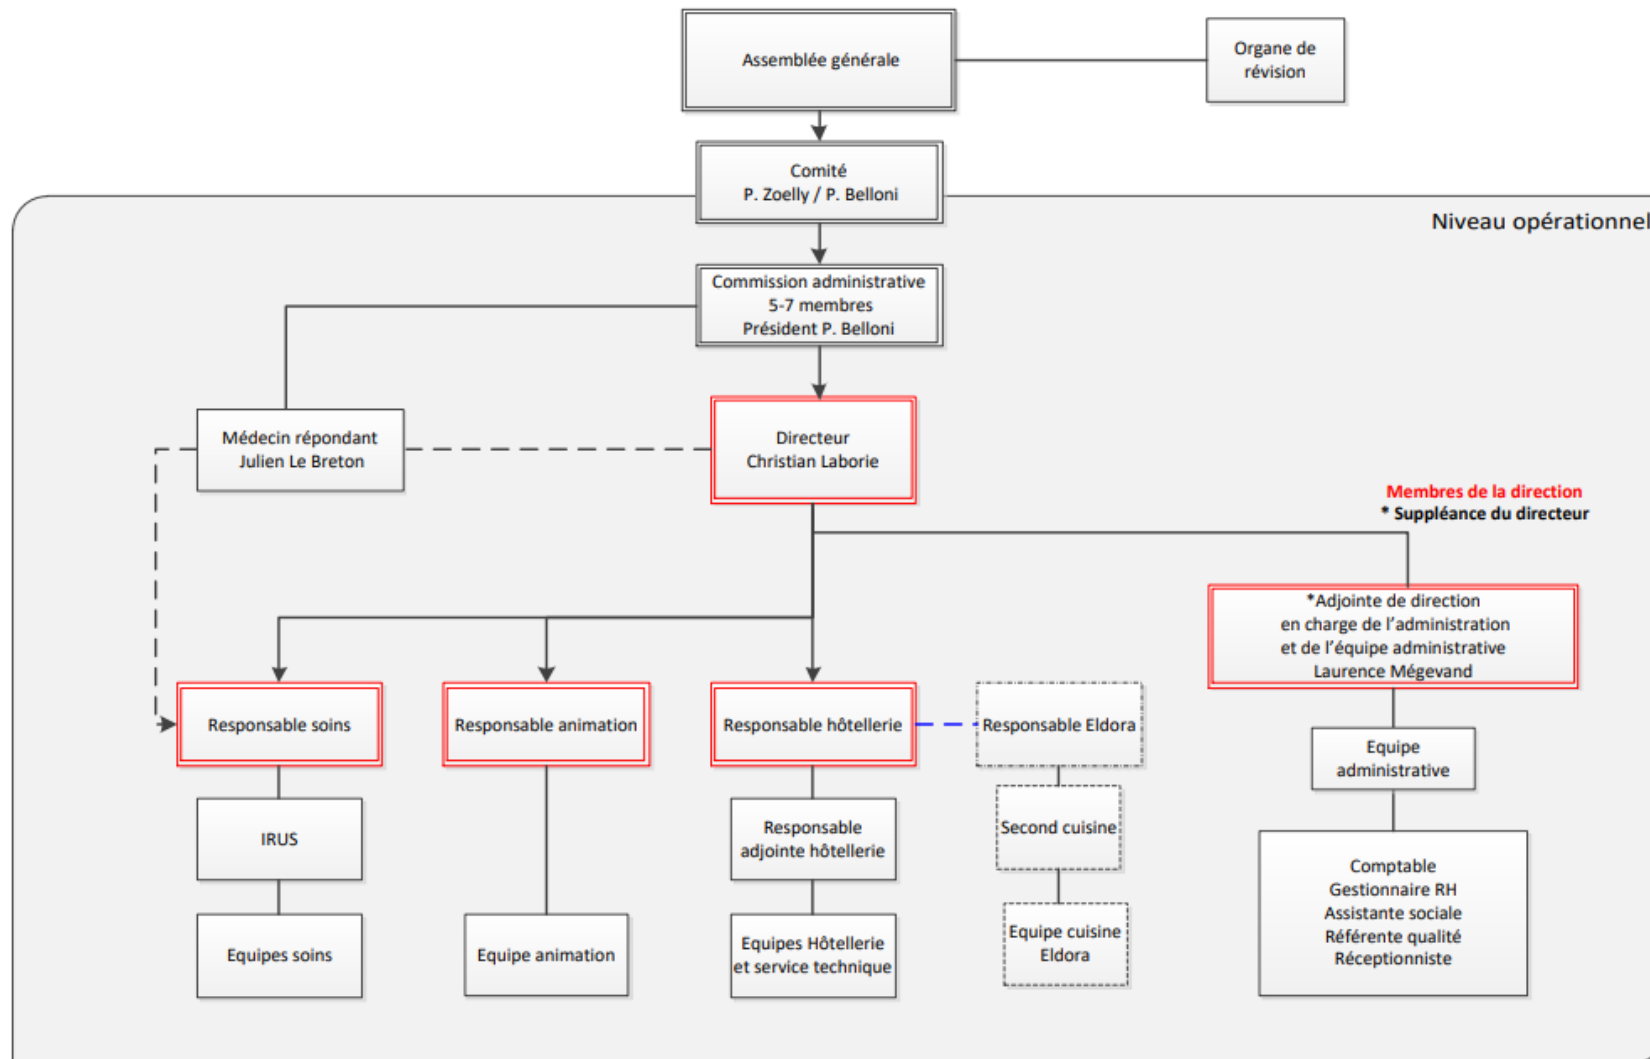 Assemblée générale
Organe de
révision
Comité
P. Zoelly / P. Belloni
Niveau opérationnel
Commission administrative
5-7 membres
Président P. Belloni
Médecin répondant
Julien Le Breton
Directeur
Christian Laborie
Membres de la direction
* Suppléance du directeur
*Adjointe de direction
en charge de l’administration
et de l’équipe administrative
Laurence Mégevand
Responsable soins
Responsable animation
Responsable hôtellerie
Responsable Eldora
Equipe
administrative
IRUS
Responsable
adjointe hôtellerie
Second cuisine
Comptable
Gestionnaire RH
Assistante sociale
Référente qualité
Réceptionniste
Equipes soins
Equipe animation
Equipes Hôtellerie
et service technique
Equipe cuisine
Eldora